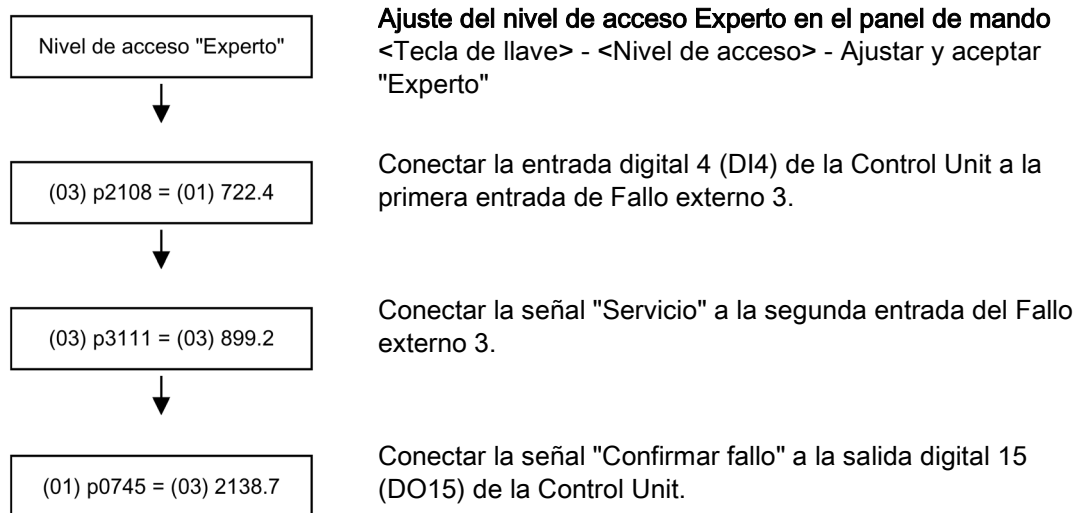 Nivel de acceso "Experto"
Ajuste del nivel de acceso Experto en el panel de mando
<Tecla de llave> - <Nivel de acceso> - Ajustar y aceptar
"Experto"
(03) p2108 = (01) 722.4
Conectar la entrada digital 4 (DI4) de la Control Unit a la
primera entrada de Fallo externo 3.
(03) p3111 = (03) 899.2
Conectar la señal "Servicio" a la segunda entrada del Fallo
externo 3.
(01) p0745 = (03) 2138.7
Conectar la señal "Confirmar fallo" a la salida digital 15
(DO15) de la Control Unit.